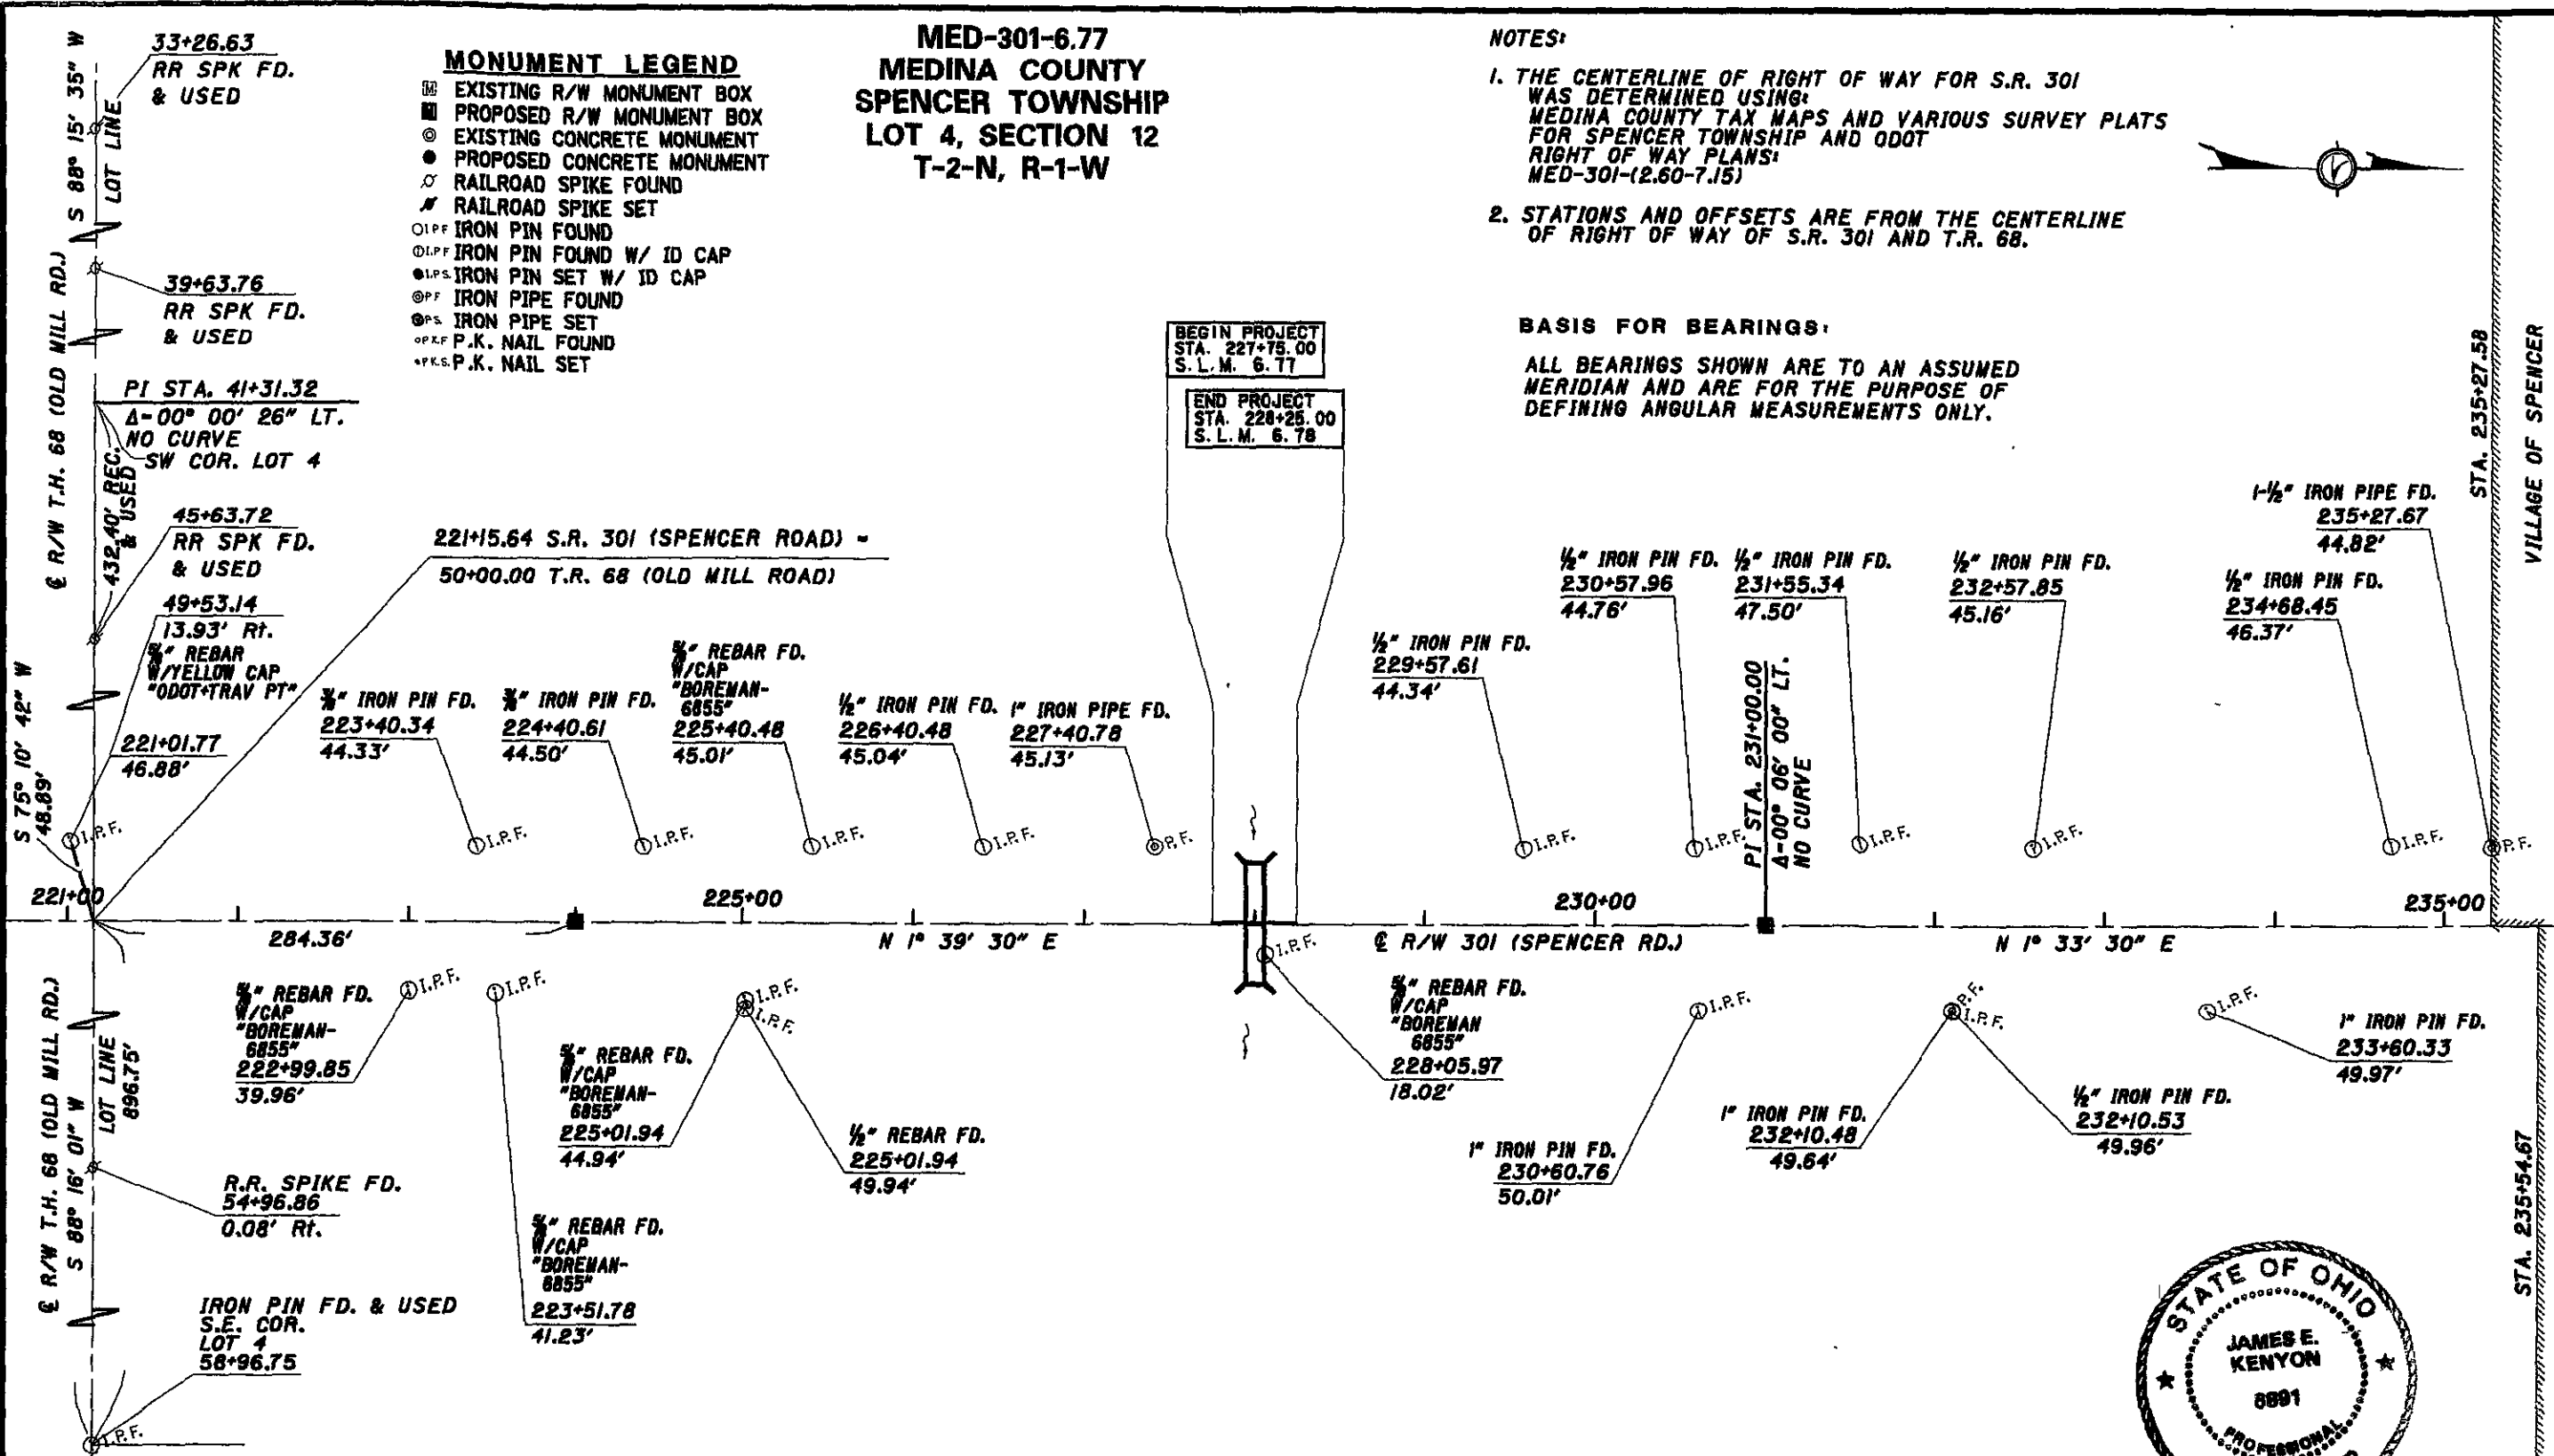 MED-301-6.77
MEDINA COUNTY
SPENCER TOWNSHIP
LOT 4, SECTION 12
T-2-N, R-1-W
MONUMENT LEGEND
EXISTING R/W MONUMENT BOX
PROPOSED R/W MONUMENT BOX
EXISTING CONCRETE MONUMENT
PROPOSED CONCRETE MONUMENT
RAILROAD SPIKE FOUND
RAILROAD SPIKE SET
I.P.F IRON PIN FOUND
I.P.F IRON PIN FOUND W/ ID CAP
I.P.S. IRON PIN SET W/ ID CAP
P.F IRON PIPE FOUND
P.S. IRON PIPE SET
P.K.F P.K. NAIL FOUND
P.K.S. P.K. NAIL SET
NOTES:
1. THE CENTERLINE OF RIGHT OF WAY FOR S.R. 301
WAS DETERMINED USING:
MEDINA COUNTY TAX MAPS AND VARIOUS SURVEY PLATS
FOR SPENCER TOWNSHIP AND ODOT
RIGHT OF WAY PLANS:
MED-301-(2.60-7.15)
2. STATIONS AND OFFSETS ARE FROM THE CENTERLINE
OF RIGHT OF WAY OF S.R. 301 AND T.R. 68.
BASIS FOR BEARINGS:
ALL BEARINGS SHOWN ARE TO AN ASSUMED
MERIDIAN AND ARE FOR THE PURPOSE OF
DEFINING ANGULAR MEASUREMENTS ONLY.
BEGIN PROJECT
STA. 227+75.00
S.L.M. 6.77
END PROJECT
STA. 228+25.00
S.L.M. 6.78
33+26.63
RR SPK FD.
& USED
S 88° 15' 35" W
LOT LINE
39+63.76
RR SPK FD.
& USED
℄ R/W T.H. 68 (OLD MILL RD.)
PI STA. 41+31.32
Δ=00° 00' 26" LT.
NO CURVE
SW COR. LOT 4
432.40' REC.
& USED
45+63.72
RR SPK FD.
& USED
49+53.14
13.93' Rt.
5/8" REBAR
W/YELLOW CAP
"ODOT+TRAV PT"
221+01.77
46.88'
S 75° 10' 42" W
48.89'
I.P.F.
221+15.64 S.R. 301 (SPENCER ROAD) =
50+00.00 T.R. 68 (OLD MILL ROAD)
IRON PIN FD.
223+40.34
44.33'
I.P.F.
IRON PIN FD.
224+40.61
44.50'
I.P.F.
5/8" REBAR FD.
W/CAP
"BOREMAN-
6855"
225+40.48
45.01'
I.P.F.
1/2" IRON PIN FD.
226+40.48
45.04'
I.P.F.
1" IRON PIPE FD.
227+40.78
45.13'
P.F.
1/2" IRON PIN FD.
229+57.61
44.34'
I.P.F.
1/2" IRON PIN FD.
230+57.96
44.76'
I.P.F.
PI STA. 231+00.00
Δ=00° 06' 00" LT.
NO CURVE
1/2" IRON PIN FD.
231+55.34
47.50'
I.P.F.
1/2" IRON PIN FD.
232+57.85
45.16'
I.P.F.
1/2" IRON PIN FD.
234+68.45
46.37'
I.P.F.
1-1/2" IRON PIPE FD.
235+27.67
44.82'
P.F.
STA. 235+27.58
VILLAGE OF SPENCER
221+00
225+00
230+00
235+00
284.36'
N 1° 39' 30" E
℄ R/W 301 (SPENCER RD.)
N 1° 33' 30" E
℄ R/W T.H. 68 (OLD MILL RD.)
S 88° 16' 01" W
LOT LINE
896.75'
5/8" REBAR FD.
W/CAP
"BOREMAN-
6855"
222+99.85
39.96'
I.P.F.
I.P.F.
5/8" REBAR FD.
W/CAP
"BOREMAN-
6855"
223+51.78
41.23'
5/8" REBAR FD.
W/CAP
"BOREMAN-
6855"
225+01.94
44.94'
I.P.F.
I.P.F.
1/2" REBAR FD.
225+01.94
49.94'
I.P.F.
5/8" REBAR FD.
W/CAP
"BOREMAN
6855"
228+05.97
18.02'
1" IRON PIN FD.
230+60.76
50.01'
I.P.F.
1" IRON PIN FD.
232+10.48
49.64'
P.F.
I.P.F.
1/2" IRON PIN FD.
232+10.53
49.96'
I.P.F.
1" IRON PIN FD.
233+60.33
49.97'
STA. 235+54.67
R.R. SPIKE FD.
54+96.86
0.08' Rt.
IRON PIN FD. & USED
S.E. COR.
LOT 4
58+96.75
I.P.F.
STATE OF OHIO
JAMES E.
KENYON
PROFESSIONAL